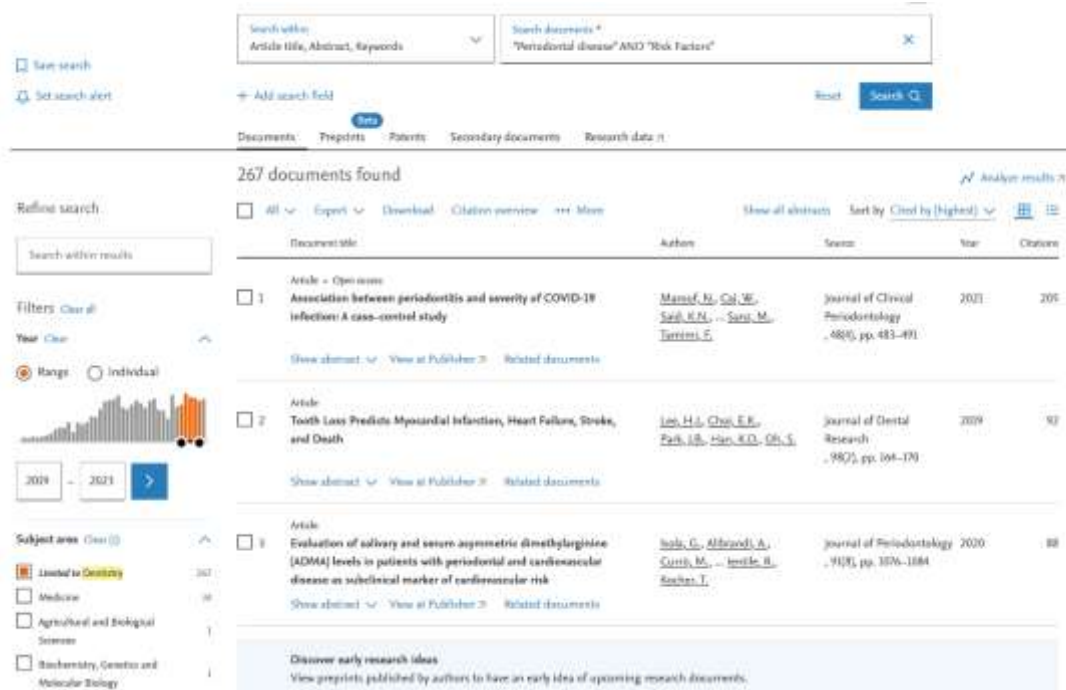 Search within
Article title, Abstract, Keywords
Search documents *
"Periodontal disease" AND "Risk Factors"
Save search
Set search alert
+ Add search field
Reset
Search
Beta
Documents Preprints Patents Secondary documents Research data
267 documents found
Analyze results
Refine search
All Export Download Citation overview ••• More
Show all abstracts Sort by Cited by (highest)
Document title Authors Source Year Citations
Search within results
Article • Open access
1 Association between periodontitis and severity of COVID-19
infection: A case–control study
Marouf, N., Cai, W.,
Said, K.N., ... Sanz, M.,
Tamimi, F.
Journal of Clinical
Periodontology
, 48(4), pp. 483–491
2021 205
Show abstract View at Publisher Related documents
Filters Clear all
Year Clear
Range Individual
Article
2 Tooth Loss Predicts Myocardial Infarction, Heart Failure, Stroke,
and Death
Lee, H.J., Choi, E.K.,
Park, J.B., Han, K.D., Oh, S.
Journal of Dental
Research
, 98(2), pp. 164–170
2019 92
Show abstract View at Publisher Related documents
– 2023
Subject area Clear (1)
Limited to Dentistry 267
Medicine
Agricultural and Biological
Sciences
1
Biochemistry, Genetics and
Molecular Biology
1
Article
3 Evaluation of salivary and serum asymmetric dimethylarginine
(ADMA) levels in patients with periodontal and cardiovascular
disease as subclinical marker of cardiovascular risk
Isola, G., Alibrandi, A.,
Currò, M., ... Ientile, R.,
Kocher, T.
Journal of Periodontology
, 91(8), pp. 1076–1084
2020 88
Show abstract View at Publisher Related documents
Discover early research ideas
View preprints published by authors to have an early idea of upcoming research documents.